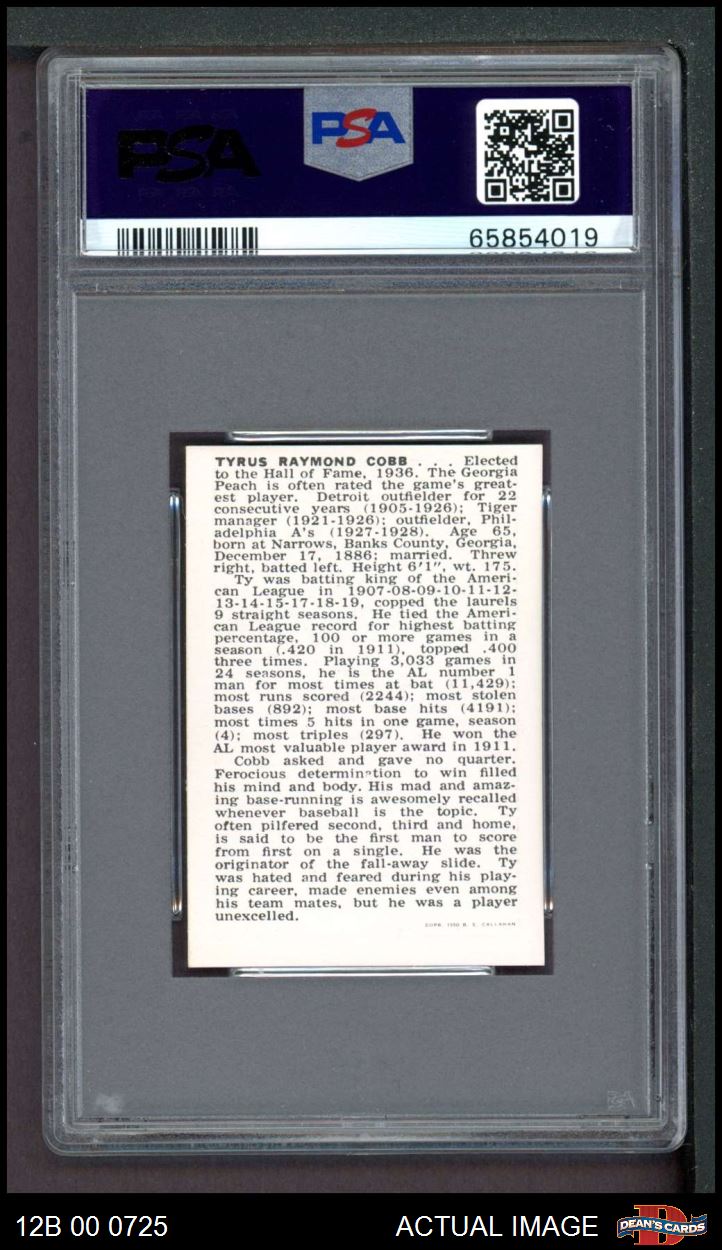 PSA
PSA
65854019
TYRUS RAYMOND COBB . . . Elected
to the Hall of Fame, 1936. The Georgia
Peach is often rated the game's great-
est player. Detroit outfielder for 22
consecutive years (1905-1926); Tiger
manager (1921-1926); outfielder, Phil-
adelphia A's (1927-1928). Age 65,
born at Narrows, Banks County, Georgia,
December 17, 1886; married. Threw
right, batted left. Height 6'1", wt. 175.
Ty was batting king of the Ameri-
can League in 1907-08-09-10-11-12-
13-14-15-17-18-19, copped the laurels
9 straight seasons. He tied the Ameri-
can League record for highest batting
percentage, 100 or more games in a
season (.420 in 1911), topped .400
three times. Playing 3,033 games in
24 seasons, he is the AL number 1
man for most times at bat (11,429);
most runs scored (2244); most stolen
bases (892); most base hits (4191);
most times 5 hits in one game, season
(4); most triples (297). He won the
AL most valuable player award in 1911.
Cobb asked and gave no quarter.
Ferocious determination to win filled
his mind and body. His mad and amaz-
ing base-running is awesomely recalled
whenever baseball is the topic. Ty
often pilfered second, third and home,
is said to be the first man to score
from first on a single. He was the
originator of the fall-away slide. Ty
was hated and feared during his play-
ing career, made enemies even among
his team mates, but he was a player
unexcelled.
COPR. 1950 B. E. CALLAHAN
PSA
12B 00 0725 ACTUAL IMAGE DEAN'S CARDS